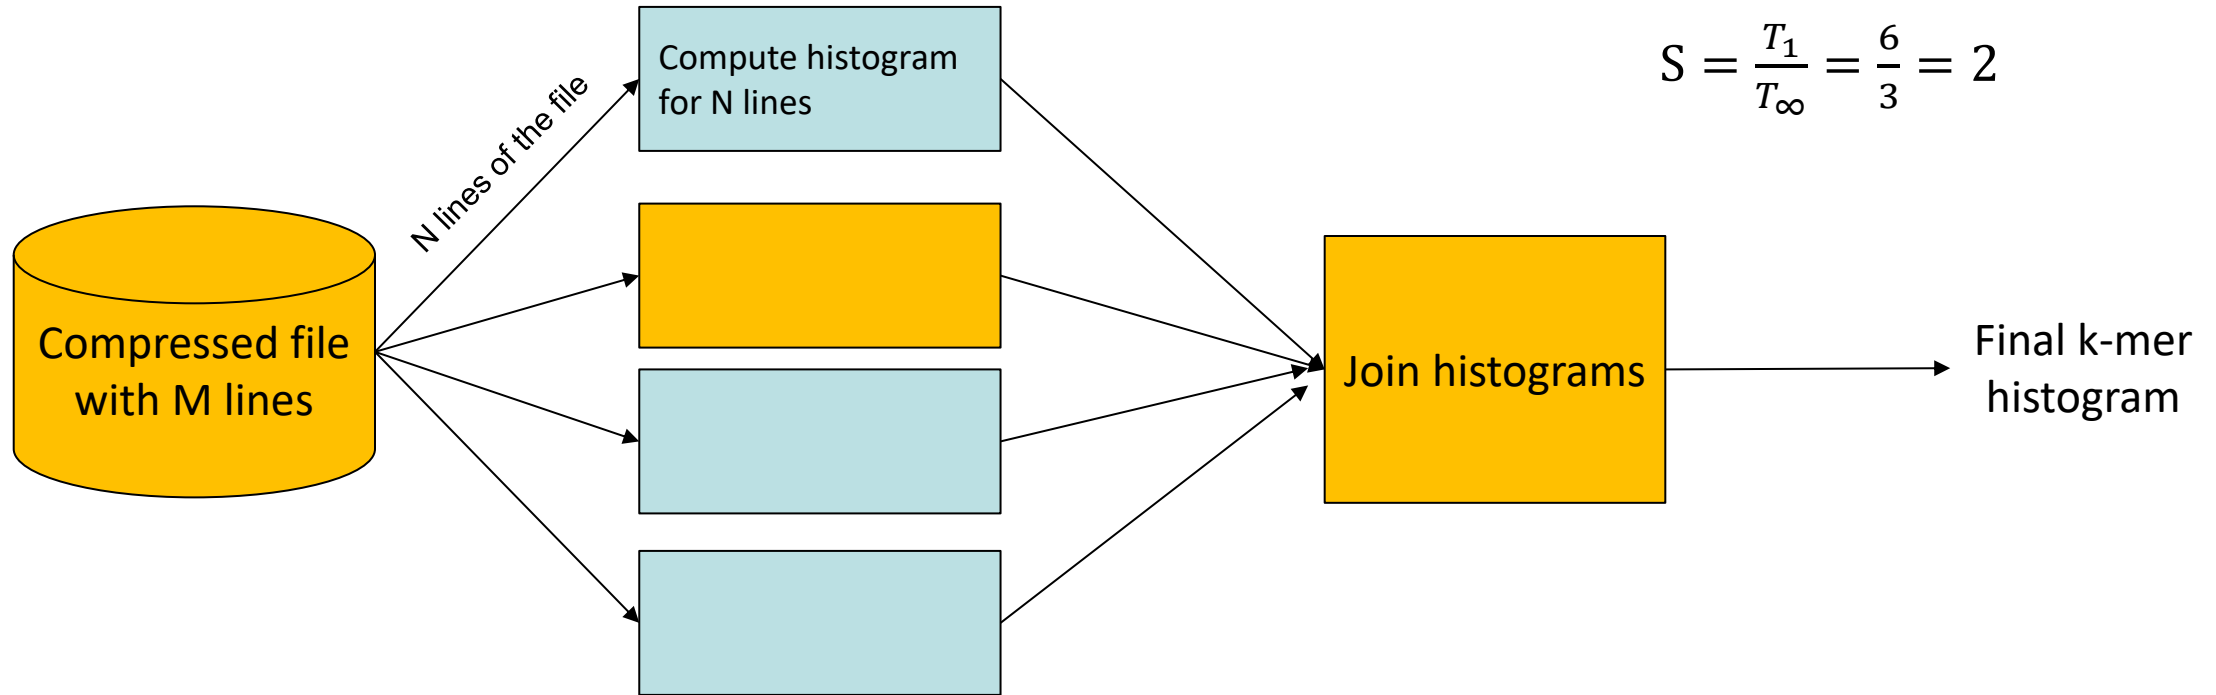 Compute histogram
for N lines
S = T₁/T∞ = 6/3 = 2
N lines of the file
Compressed file
with M lines
Join histograms
Final k-mer
histogram